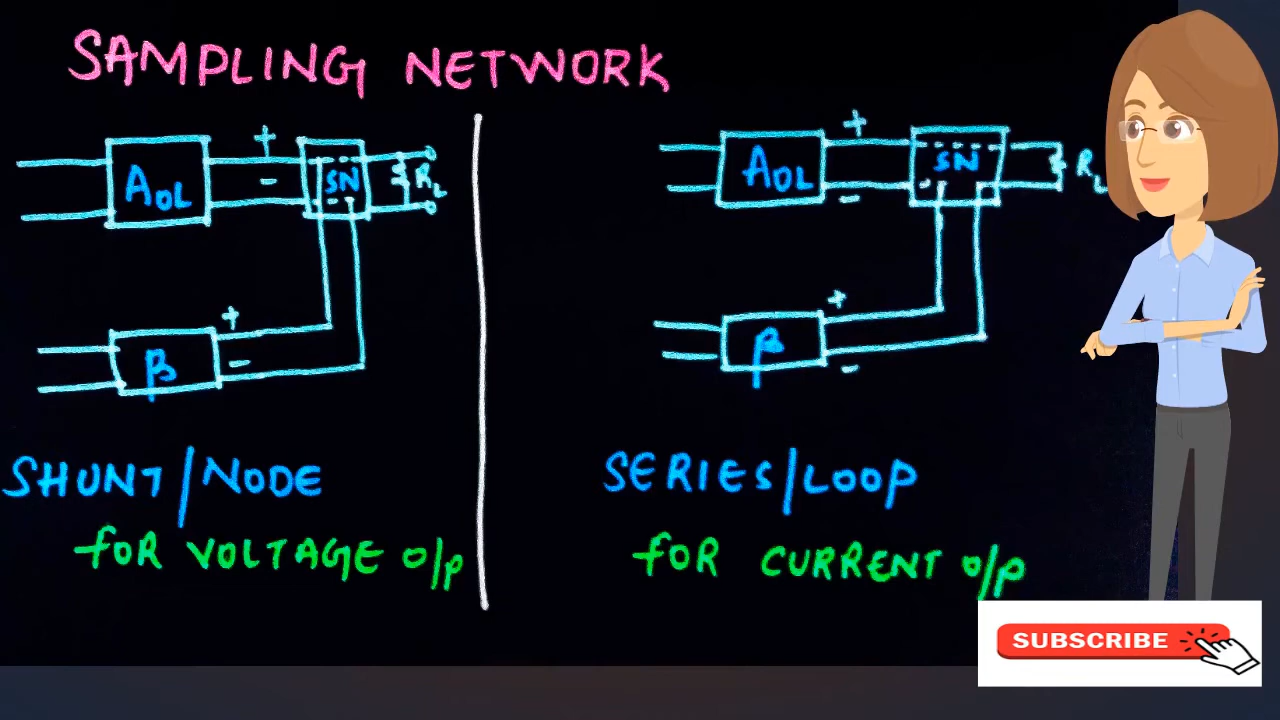 SAMPLING NETWORK
+
-
AOL
SN
RL
+
-
β
SHUNT/NODE
for VOLTAGE o/p
+
-
AOL
SN
RL
+
-
β
SERIES/LOOP
for CURRENT o/p
SUBSCRIBE